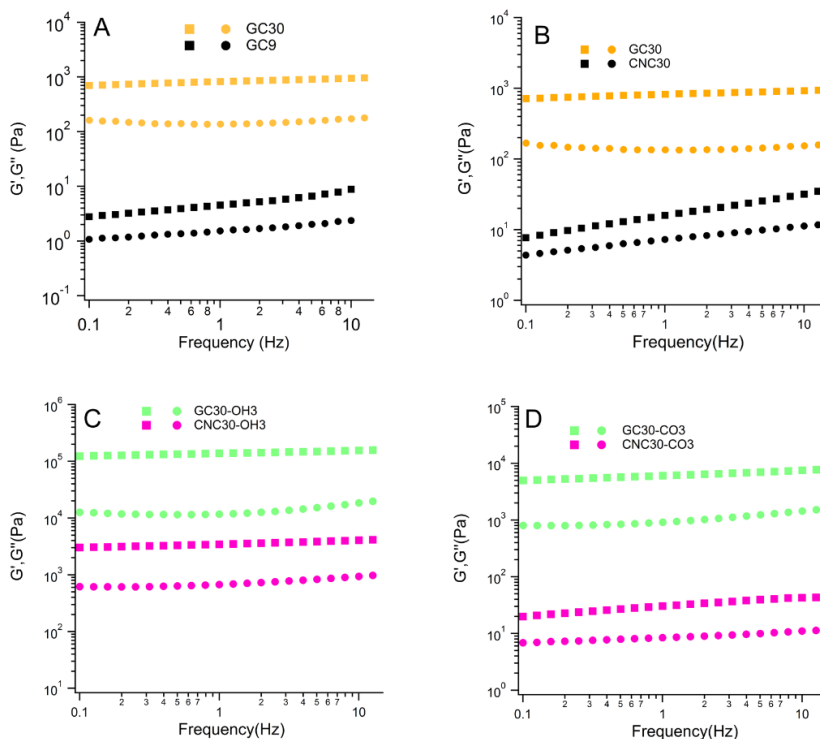 A
GC30
GC9
G',G'' (Pa)
10^4
10^3
10^2
10^1
10^0
10^-1
0.1 2 4 6 8 1 2 4 6 8 10
Frequency (Hz)
B
GC30
CNC30
G',G''(Pa)
10^4
10^3
10^2
10^1
10^0
0.1 2 3 4 5 6 7 1 2 3 4 5 6 7 10
Frequency(Hz)
C
GC30-OH3
CNC30-OH3
G',G''(Pa)
10^6
10^5
10^4
10^3
10^2
10^1
0.1 2 3 4 5 6 7 1 2 3 4 5 6 7 10
Frequency(Hz)
D
GC30-CO3
CNC30-CO3
G',G''(Pa)
10^5
10^4
10^3
10^2
10^1
10^0
0.1 2 3 4 5 6 7 1 2 3 4 5 6 7 10
Frequency(Hz)